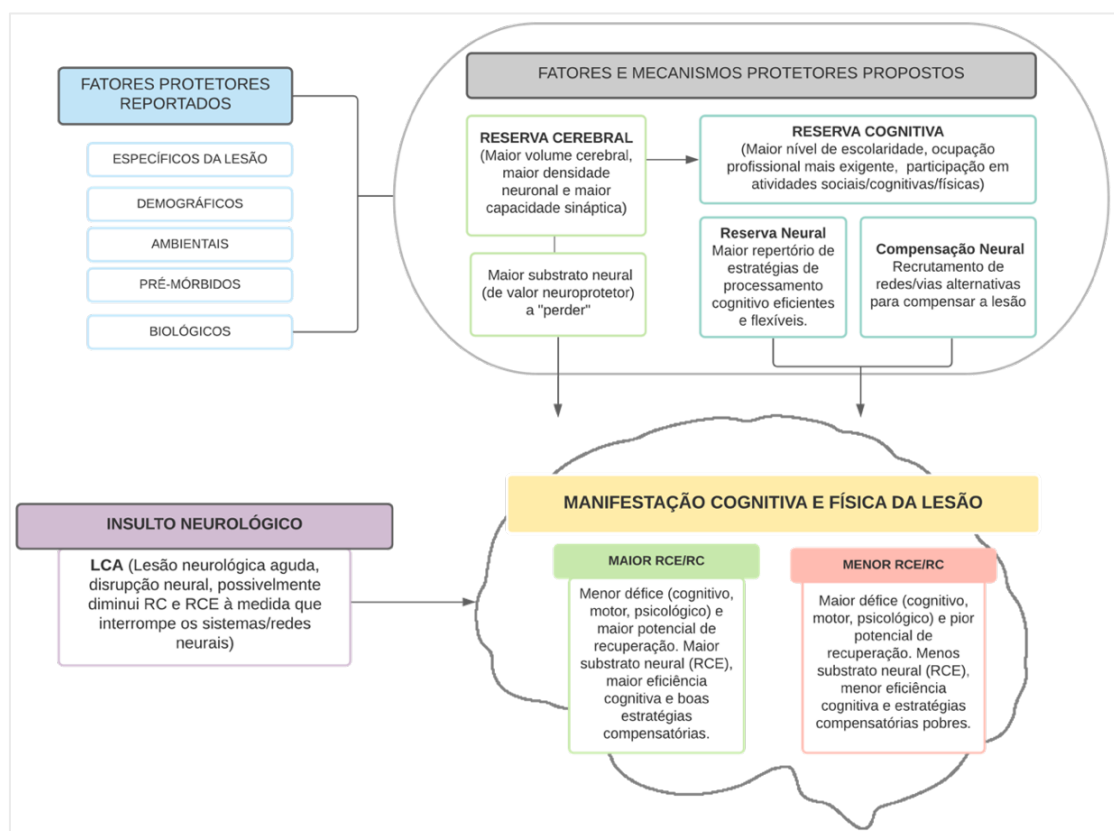 FATORES PROTETORES
REPORTADOS
ESPECÍFICOS DA LESÃO
DEMOGRÁFICOS
AMBIENTAIS
PRÉ-MÓRBIDOS
BIOLÓGICOS
FATORES E MECANISMOS PROTETORES PROPOSTOS
RESERVA CEREBRAL
(Maior volume cerebral,
maior densidade
neuronal e maior
capacidade sináptica)
Maior substrato neural
(de valor neuroprotetor)
a "perder"
RESERVA COGNITIVA
(Maior nível de escolaridade, ocupação
profissional mais exigente, participação em
atividades sociais/cognitivas/físicas)
Reserva Neural
Maior repertório de
estratégias de
processamento
cognitivo eficientes
e flexíveis.
Compensação Neural
Recrutamento de
redes/vias alternativas
para compensar a lesão
INSULTO NEUROLÓGICO
LCA (Lesão neurológica aguda,
disrupção neural, possivelmente
diminui RC e RCE à medida que
interrompe os sistemas/redes
neurais)
MANIFESTAÇÃO COGNITIVA E FÍSICA DA LESÃO
MAIOR RCE/RC
Menor défice (cognitivo,
motor, psicológico) e
maior potencial de
recuperação. Maior
substrato neural (RCE),
maior eficiência
cognitiva e boas
estratégias
compensatórias.
MENOR RCE/RC
Maior défice (cognitivo,
motor, psicológico) e pior
potencial de
recuperação. Menos
substrato neural (RCE),
menor eficiência
cognitiva e estratégias
compensatórias pobres.